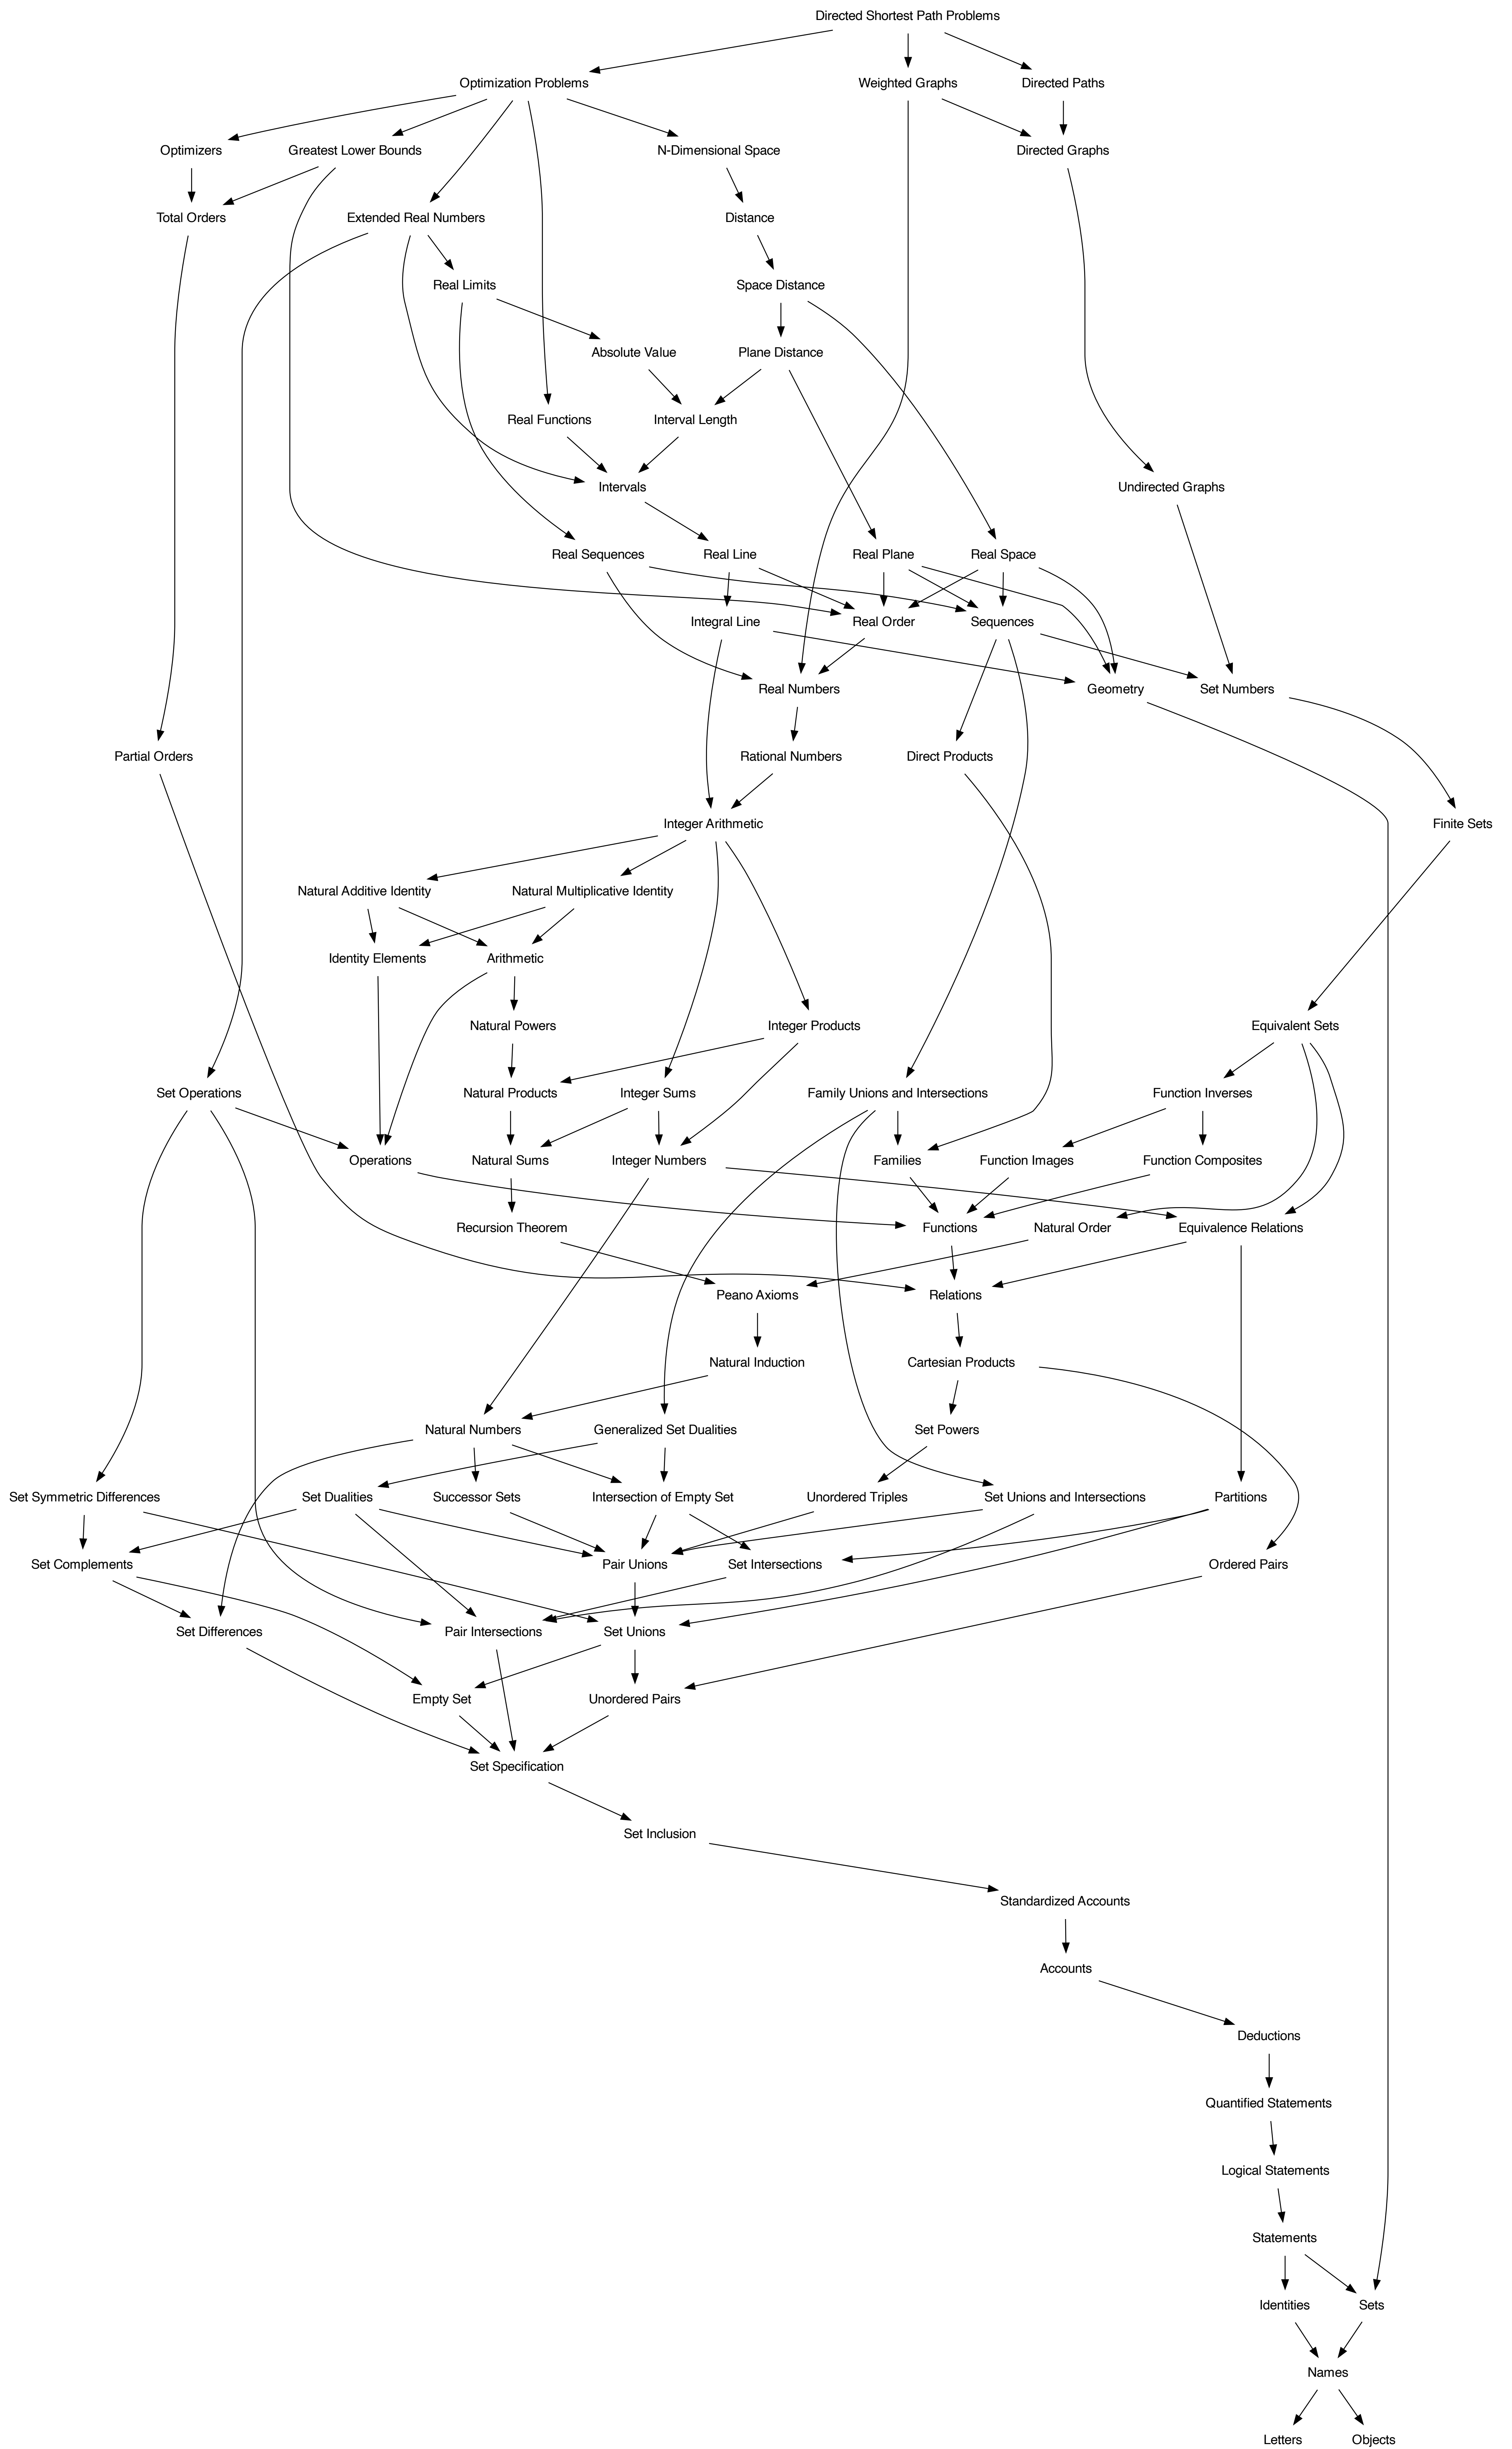 Directed Shortest Path Problems
Optimization Problems
Weighted Graphs
Directed Paths
Optimizers
Greatest Lower Bounds
N-Dimensional Space
Directed Graphs
Total Orders
Extended Real Numbers
Distance
Real Limits
Space Distance
Absolute Value
Plane Distance
Real Functions
Interval Length
Intervals
Undirected Graphs
Real Sequences
Real Line
Real Plane
Real Space
Integral Line
Real Order
Sequences
Real Numbers
Geometry
Set Numbers
Partial Orders
Rational Numbers
Direct Products
Integer Arithmetic
Finite Sets
Natural Additive Identity
Natural Multiplicative Identity
Identity Elements
Arithmetic
Natural Powers
Integer Products
Equivalent Sets
Set Operations
Natural Products
Integer Sums
Family Unions and Intersections
Function Inverses
Operations
Natural Sums
Integer Numbers
Families
Function Images
Function Composites
Recursion Theorem
Functions
Natural Order
Equivalence Relations
Peano Axioms
Relations
Natural Induction
Cartesian Products
Natural Numbers
Generalized Set Dualities
Set Powers
Set Symmetric Differences
Set Dualities
Successor Sets
Intersection of Empty Set
Unordered Triples
Set Unions and Intersections
Partitions
Set Complements
Pair Unions
Set Intersections
Ordered Pairs
Set Differences
Pair Intersections
Set Unions
Empty Set
Unordered Pairs
Set Specification
Set Inclusion
Standardized Accounts
Accounts
Deductions
Quantified Statements
Logical Statements
Statements
Identities
Sets
Names
Letters
Objects